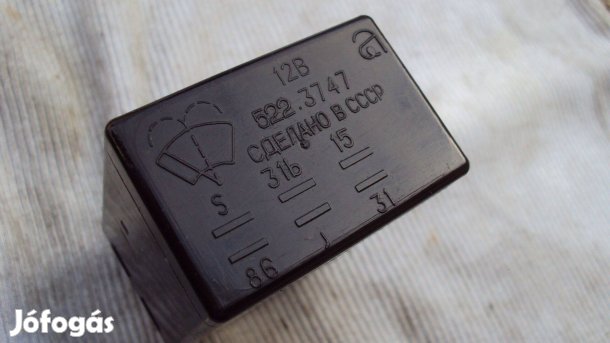 12В
522.3747
СДЕЛАНО В СССР
S 31b 15
86 J 31
Jófogás